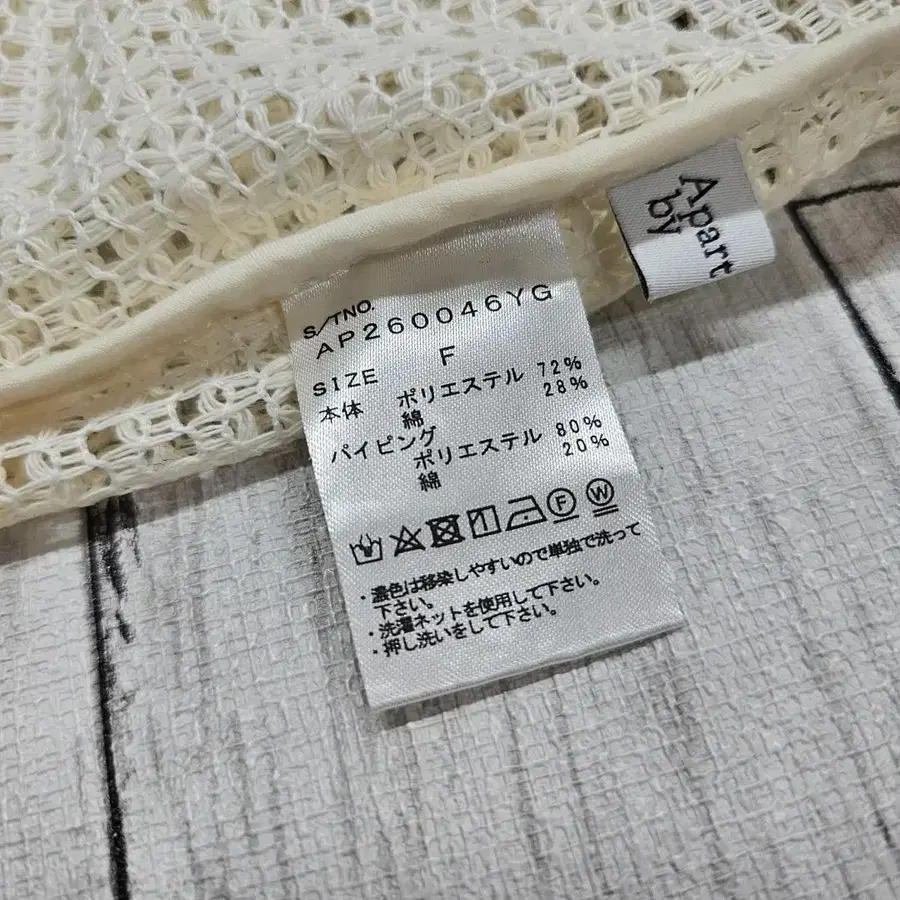 Apart
by
S/TNO.
AP260046YG
SIZE F
本体 ポリエステル 72%
綿 28%
パイピング
ポリエステル 80%
綿 20%
F W
・濃色は移染しやすいので単独で洗って
下さい。
・洗濯ネットを使用して下さい。
・押し洗いをして下さい。